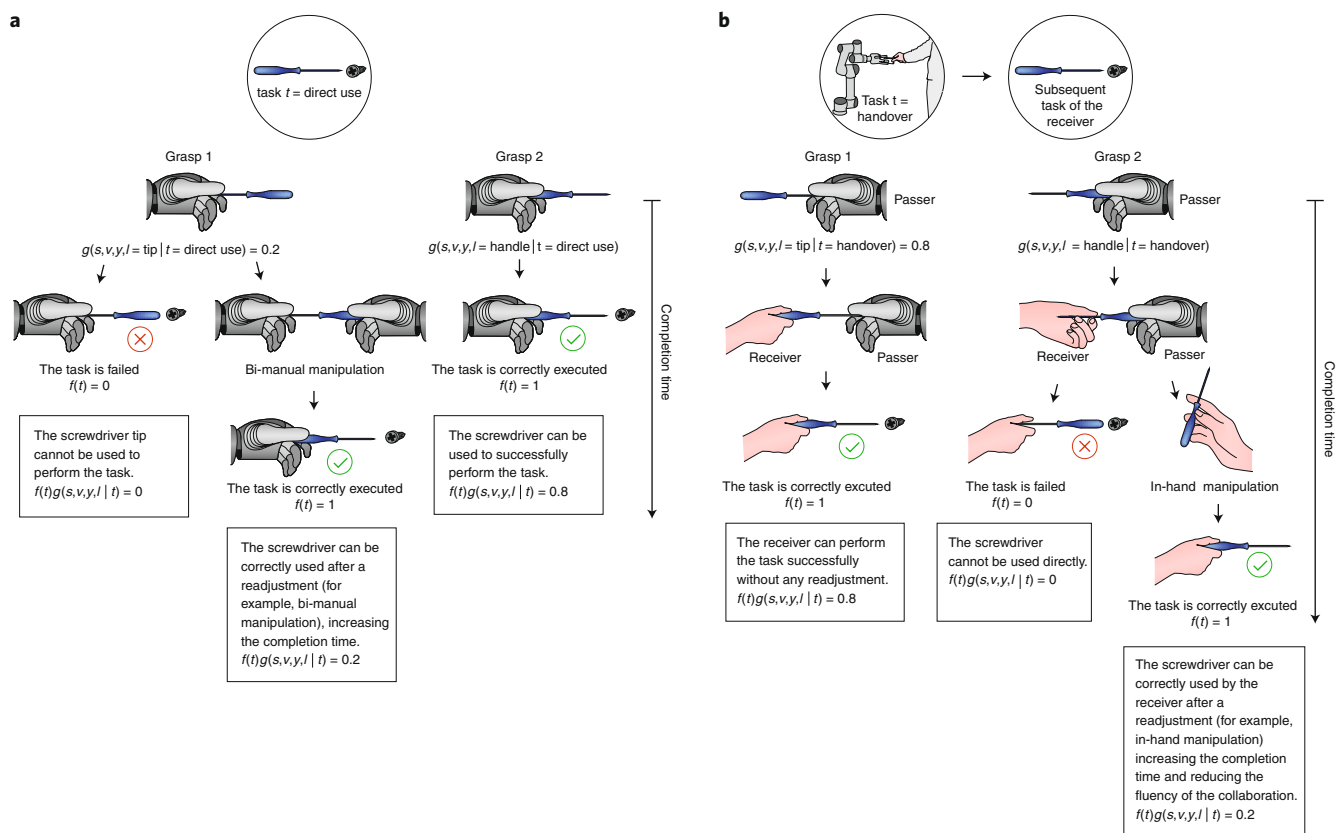 a
task t = direct use
Grasp 1
Grasp 2
g(s,v,y,l = tip | t = direct use) = 0.2
g(s,v,y,l = handle | t = direct use)
The task is failed
f(t) = 0
Bi-manual manipulation
The task is correctly executed
f(t) = 1
The screwdriver tip
cannot be used to
perform the task.
f(t)g(s,v,y,l | t) = 0
The task is correctly executed
f(t) = 1
The screwdriver can be
used to successfully
perform the task.
f(t)g(s,v,y,l | t) = 0.8
The screwdriver can be
correctly used after a
readjustment (for
example, bi-manual
manipulation), increasing
the completion time.
f(t)g(s,v,y,l | t) = 0.2
Completion time
b
Task t =
handover
Subsequent
task of the
receiver
Grasp 1
Grasp 2
Passer
Passer
g(s,v,y,l = tip | t = handover) = 0.8
g(s,v,y,l = handle | t = handover)
Receiver
Passer
Receiver
Passer
The task is correctly excuted
f(t) = 1
The task is failed
f(t) = 0
In-hand manipulation
The receiver can perform
the task successfully
without any readjustment.
f(t)g(s,v,y,l | t) = 0.8
The screwdriver
cannot be used directly.
f(t)g(s,v,y,l | t) = 0
The task is correctly excuted
f(t) = 1
The screwdriver can be
correctly used by the
receiver after a
readjustment (for example,
in-hand manipulation)
increasing the completion
time and reducing the
fluency of the collaboration.
f(t)g(s,v,y,l | t) = 0.2
Completion time